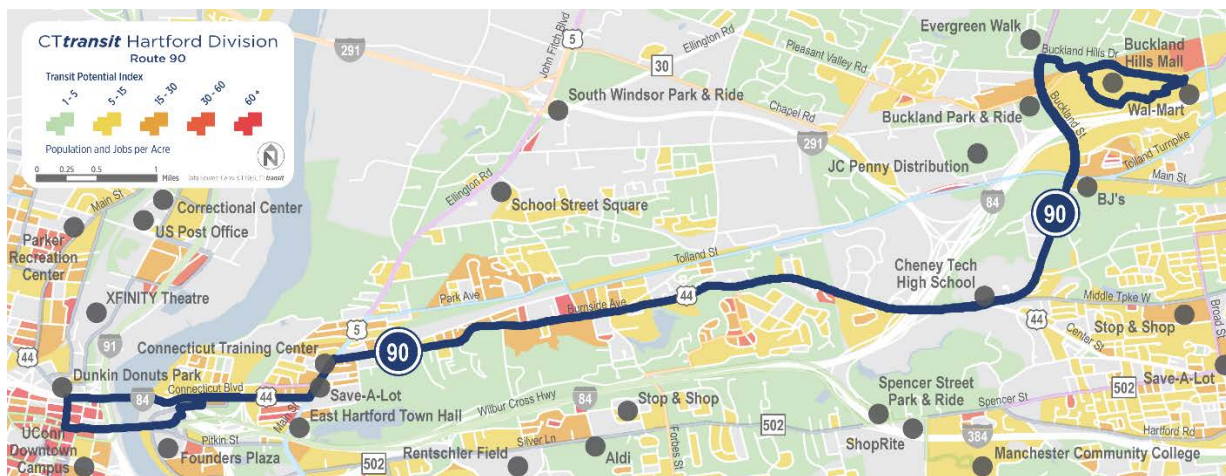 CTtransit Hartford Division
Route 90
Transit Potential Index
1 - 5
5 - 15
15 - 30
30 - 60
60 +
Population and Jobs per Acre
N
0 0.25 0.5 1
Miles
291
5
John Fitch Blvd
Ellington Rd
30
Pleasant Valley Rd
Evergreen Walk
Buckland Hills Dr
Buckland
Hills Mall
Wal-Mart
South Windsor Park & Ride
Chapel Rd
Buckland Park & Ride
Buckland St
291
JC Penny Distribution
Tolland Turnpike
Main St
84
BJ's
90
Main St
Correctional Center
US Post Office
Parker
Recreation
Center
Ellington Rd
School Street Square
Tolland St
Cheney Tech
High School
XFINITY Theatre
Park Ave
Burnside Ave
44
Middle Tpke W
44
Center St
Stop & Shop
Broad St
5
91
44
Connecticut Training Center
90
Dunkin Donuts Park
Connecticut Blvd
84
44
Save-A-Lot
Main St
East Hartford Town Hall
Wilbur Cross Hwy
84
Stop & Shop
Spencer Street
Park & Ride
Spencer St
502
Save-A-Lot
UConn
Downtown
Campus
Pitkin St
Founders Plaza
502
Rentschler Field
Silver Ln
Aldi
Forbes St
502
ShopRite
384
Hartford Rd
Manchester Community College